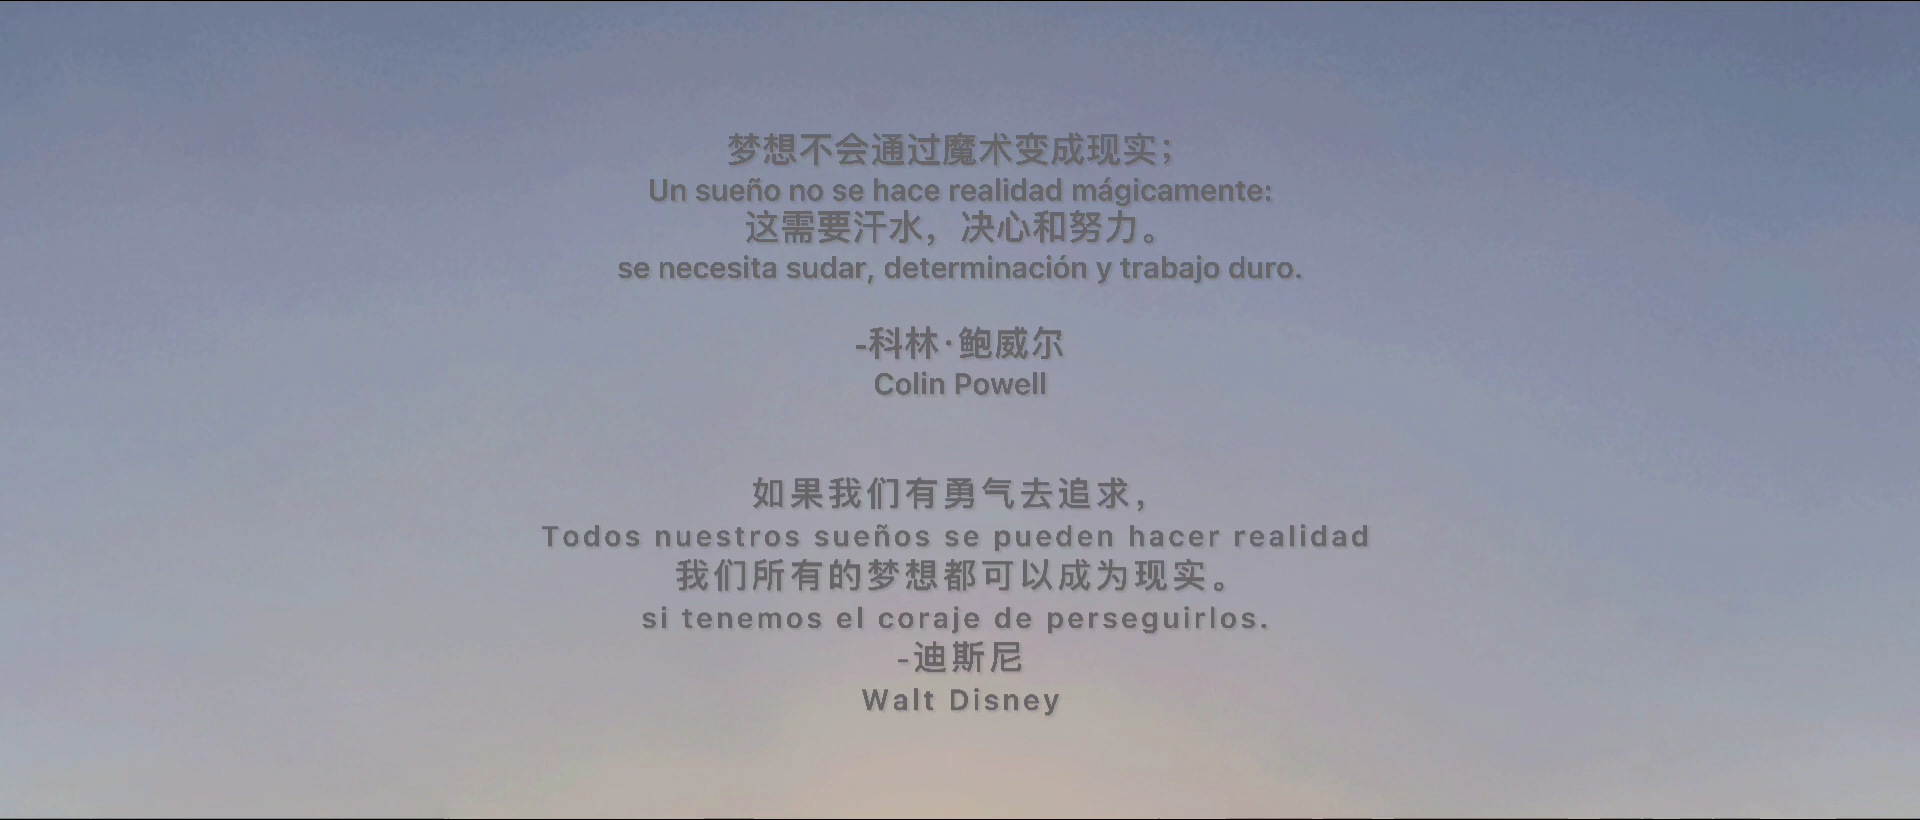 梦想不会通过魔术变成现实；
Un sueño no se hace realidad mágicamente:
这需要汗水，决心和努力。
se necesita sudar, determinación y trabajo duro.
-科林·鲍威尔
Colin Powell
如果我们有勇气去追求，
Todos nuestros sueños se pueden hacer realidad
我们所有的梦想都可以成为现实。
si tenemos el coraje de perseguirlos.
-迪斯尼
Walt Disney